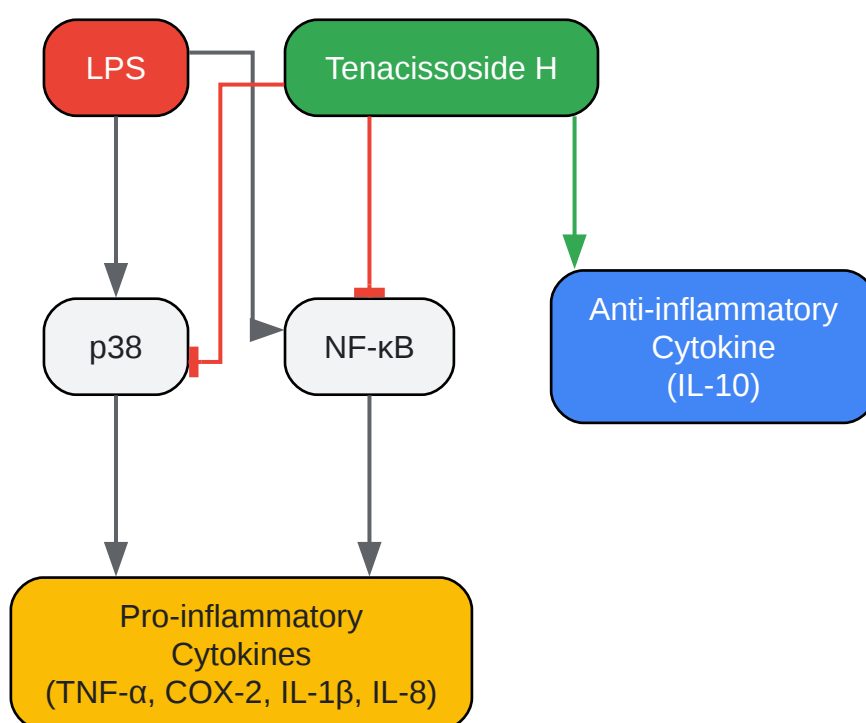 LPS
Tenacissoside H
p38
NF-κB
Anti-inflammatory
Cytokine
(IL-10)
Pro-inflammatory
Cytokines
(TNF-α, COX-2, IL-1β, IL-8)